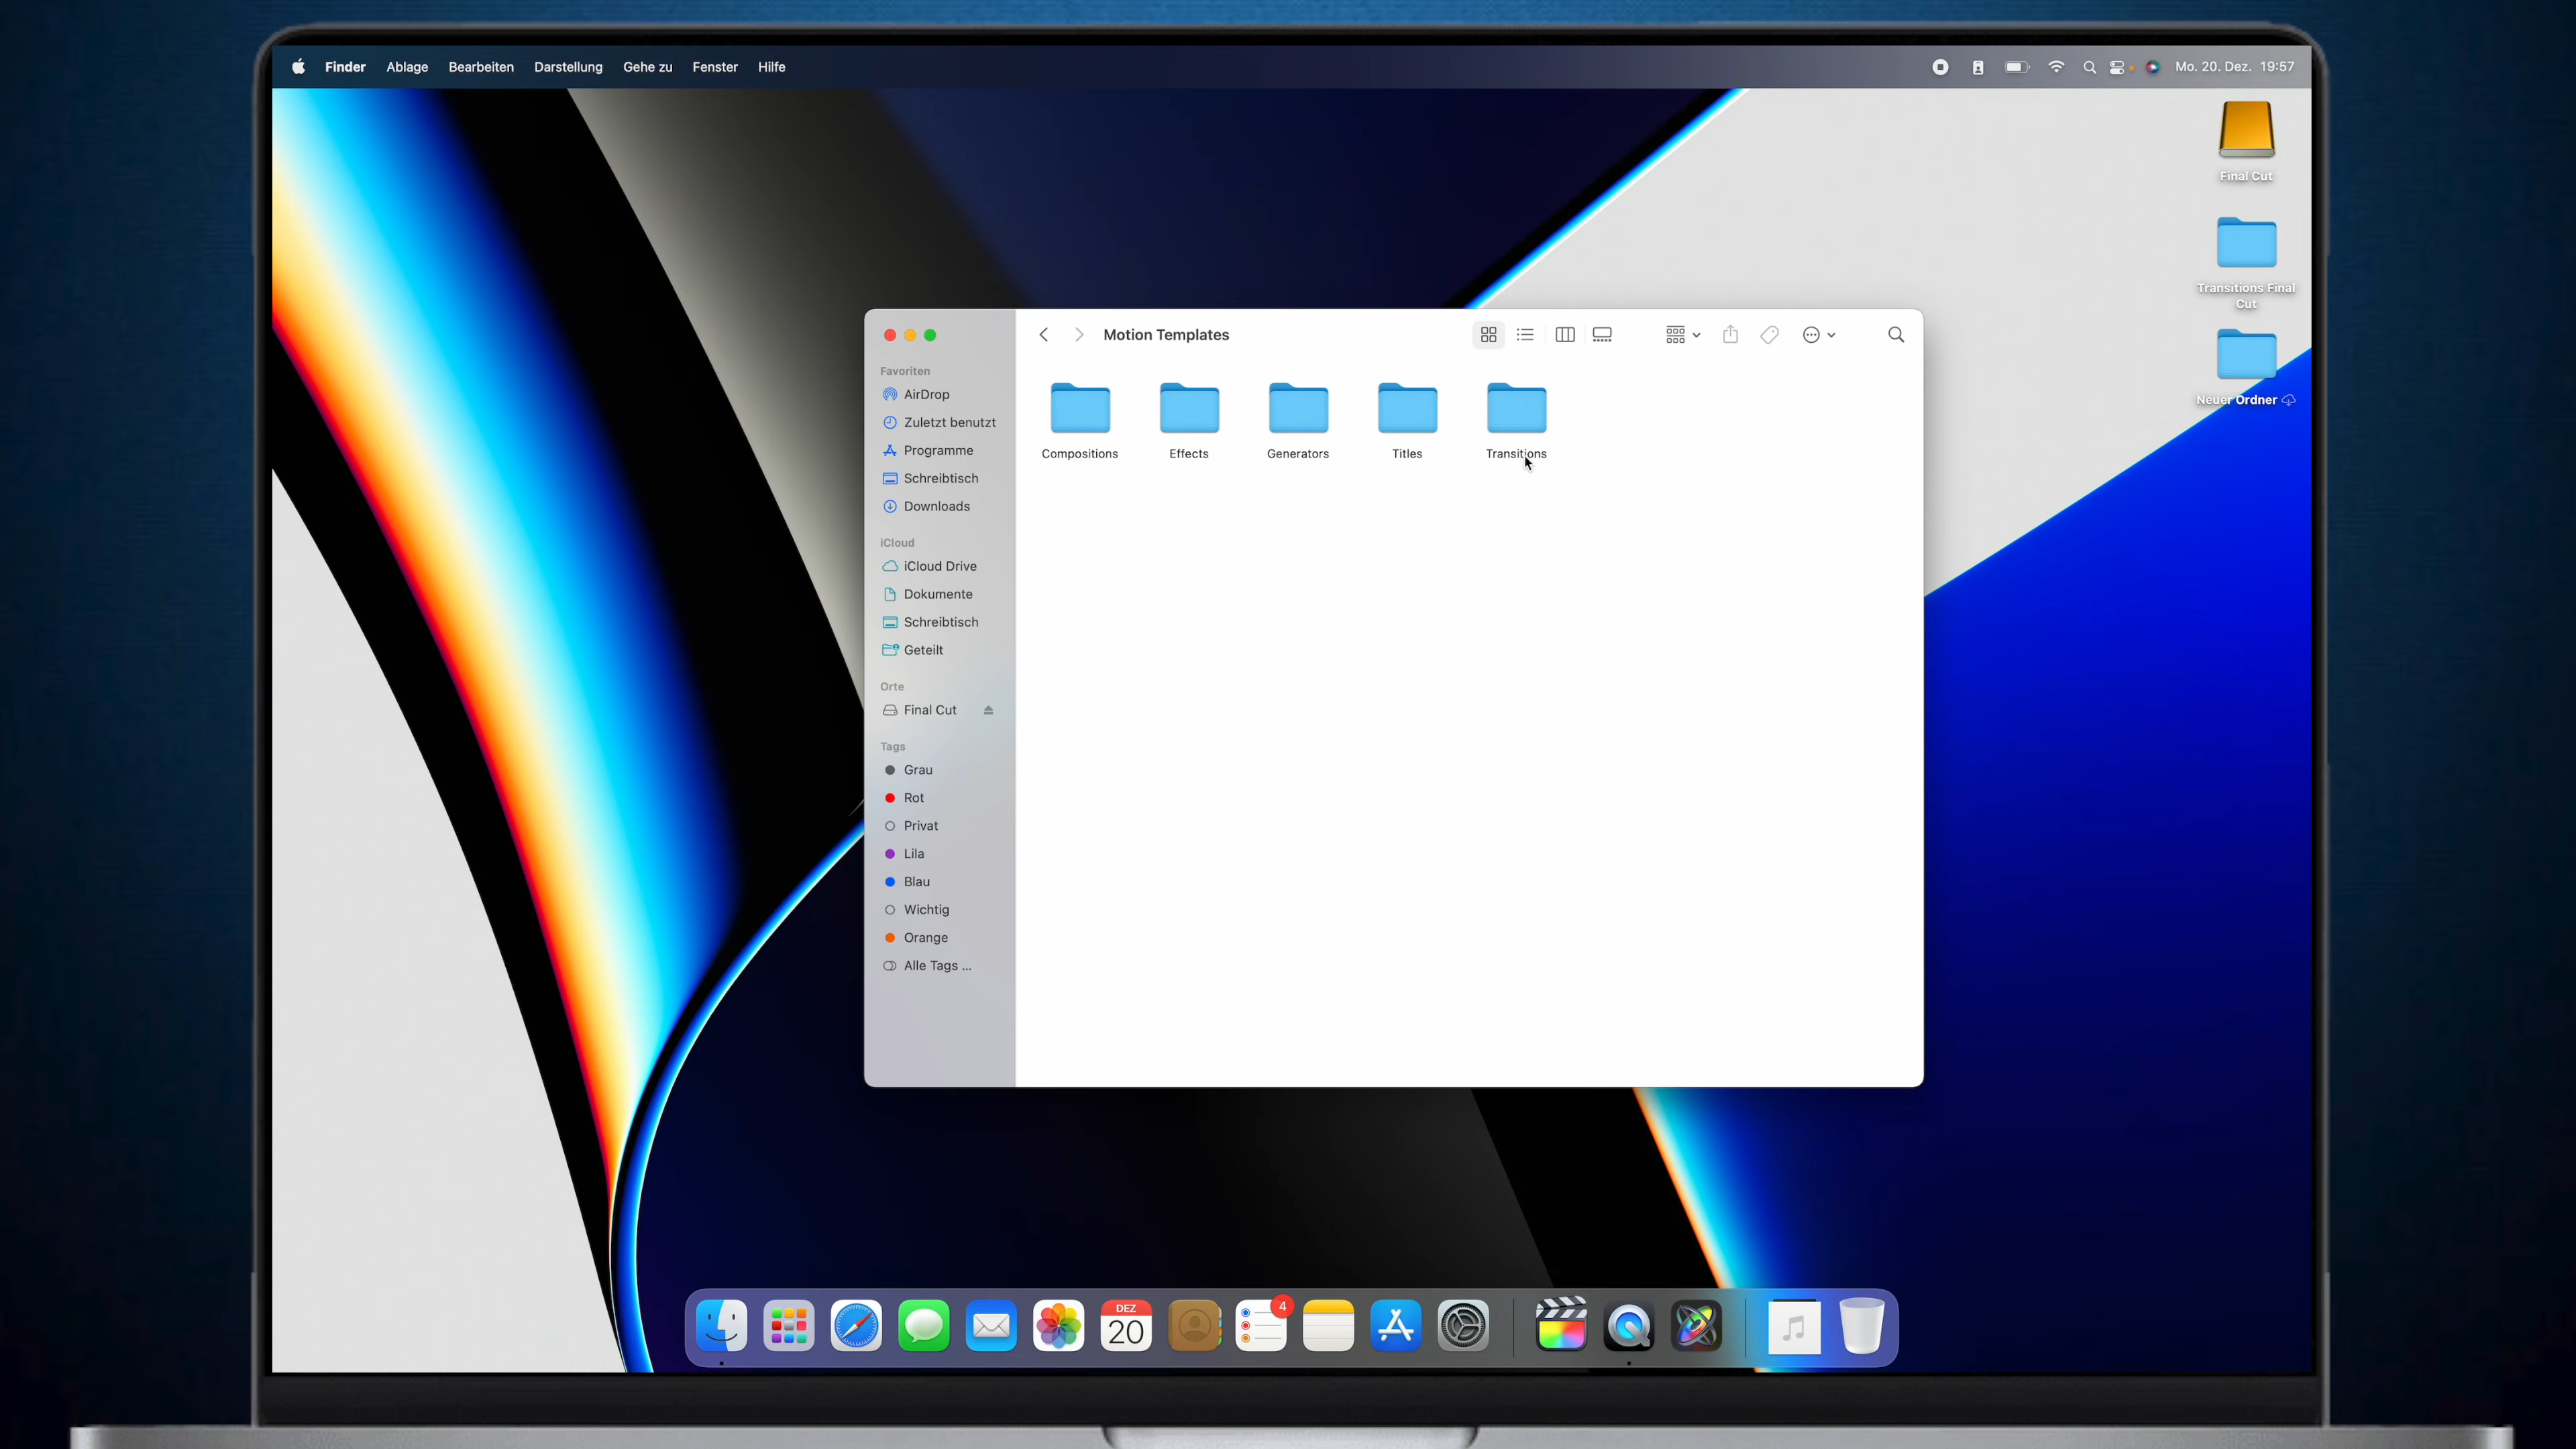 Finder Ablage Bearbeiten Darstellung Gehe zu Fenster Hilfe
Mo. 20. Dez. 19:57
Final Cut
Transitions Final
Cut
Neuer Ordner
Motion Templates
Compositions
Effects
Generators
Titles
Transitions
Favoriten
AirDrop
Zuletzt benutzt
Programme
Schreibtisch
Downloads
iCloud
iCloud Drive
Dokumente
Schreibtisch
Geteilt
Orte
Final Cut
Tags
Grau
Rot
Privat
Lila
Blau
Wichtig
Orange
Alle Tags ...
DEZ
20
4